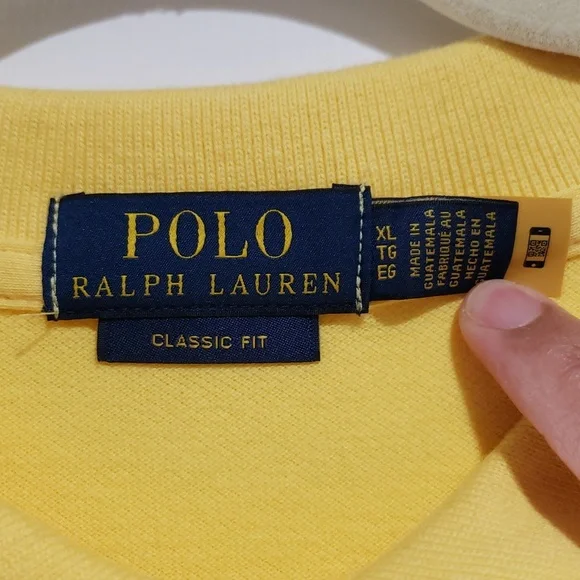 POLO
RALPH LAUREN
CLASSIC FIT
XL
TG
EG
MADE IN
GUATEMALA
FABRIQUÉ AU
GUATEMALA
HECHO EN
GUATEMALA